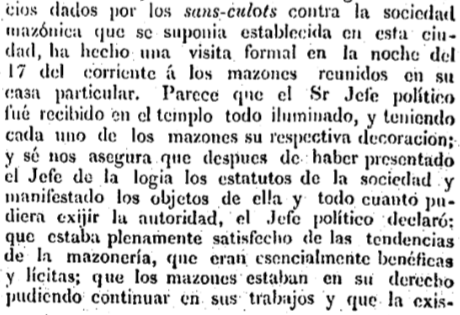 cios dados por los sans-culots contra la sociedad
mazónica que se suponia establecida en esta ciu-
dad, ha hecho una visita formal en la noche del
17 del corriente á los mazones reunidos en su
casa particular. Parece que el Sr Jefe político
fué recibido en el templo todo iluminado, y teniendo
cada uno de los mazones su respectiva decoracion;
y sé nos asegura que despues de haber presentado
el Jefe de la logia los estatutos de la sociedad y
manifestado los objetos de ella y todo cuanto pu-
diera exijir la autoridad, el Jefe político declaró;
que estaba plenamente satisfecho de las tendencias
de la mazonería, que eran esencialmente benéficas
y lícitas; que los mazones estaban en su derecho
pudiendo continuar en sus trabajos y que la exis-